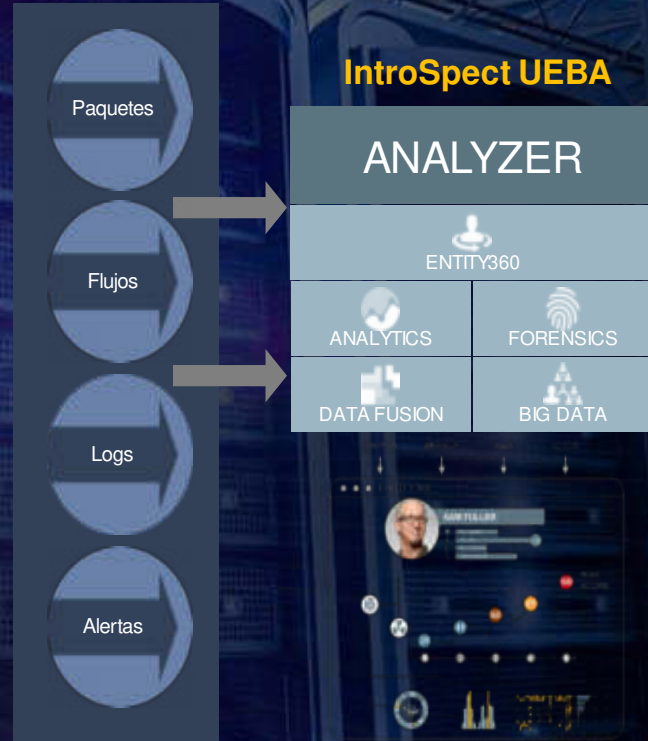 Paquetes
Flujos
Logs
Alertas
IntroSpect UEBA
ANALYZER
ENTITY360
ANALYTICS
FORENSICS
DATA FUSION
BIG DATA